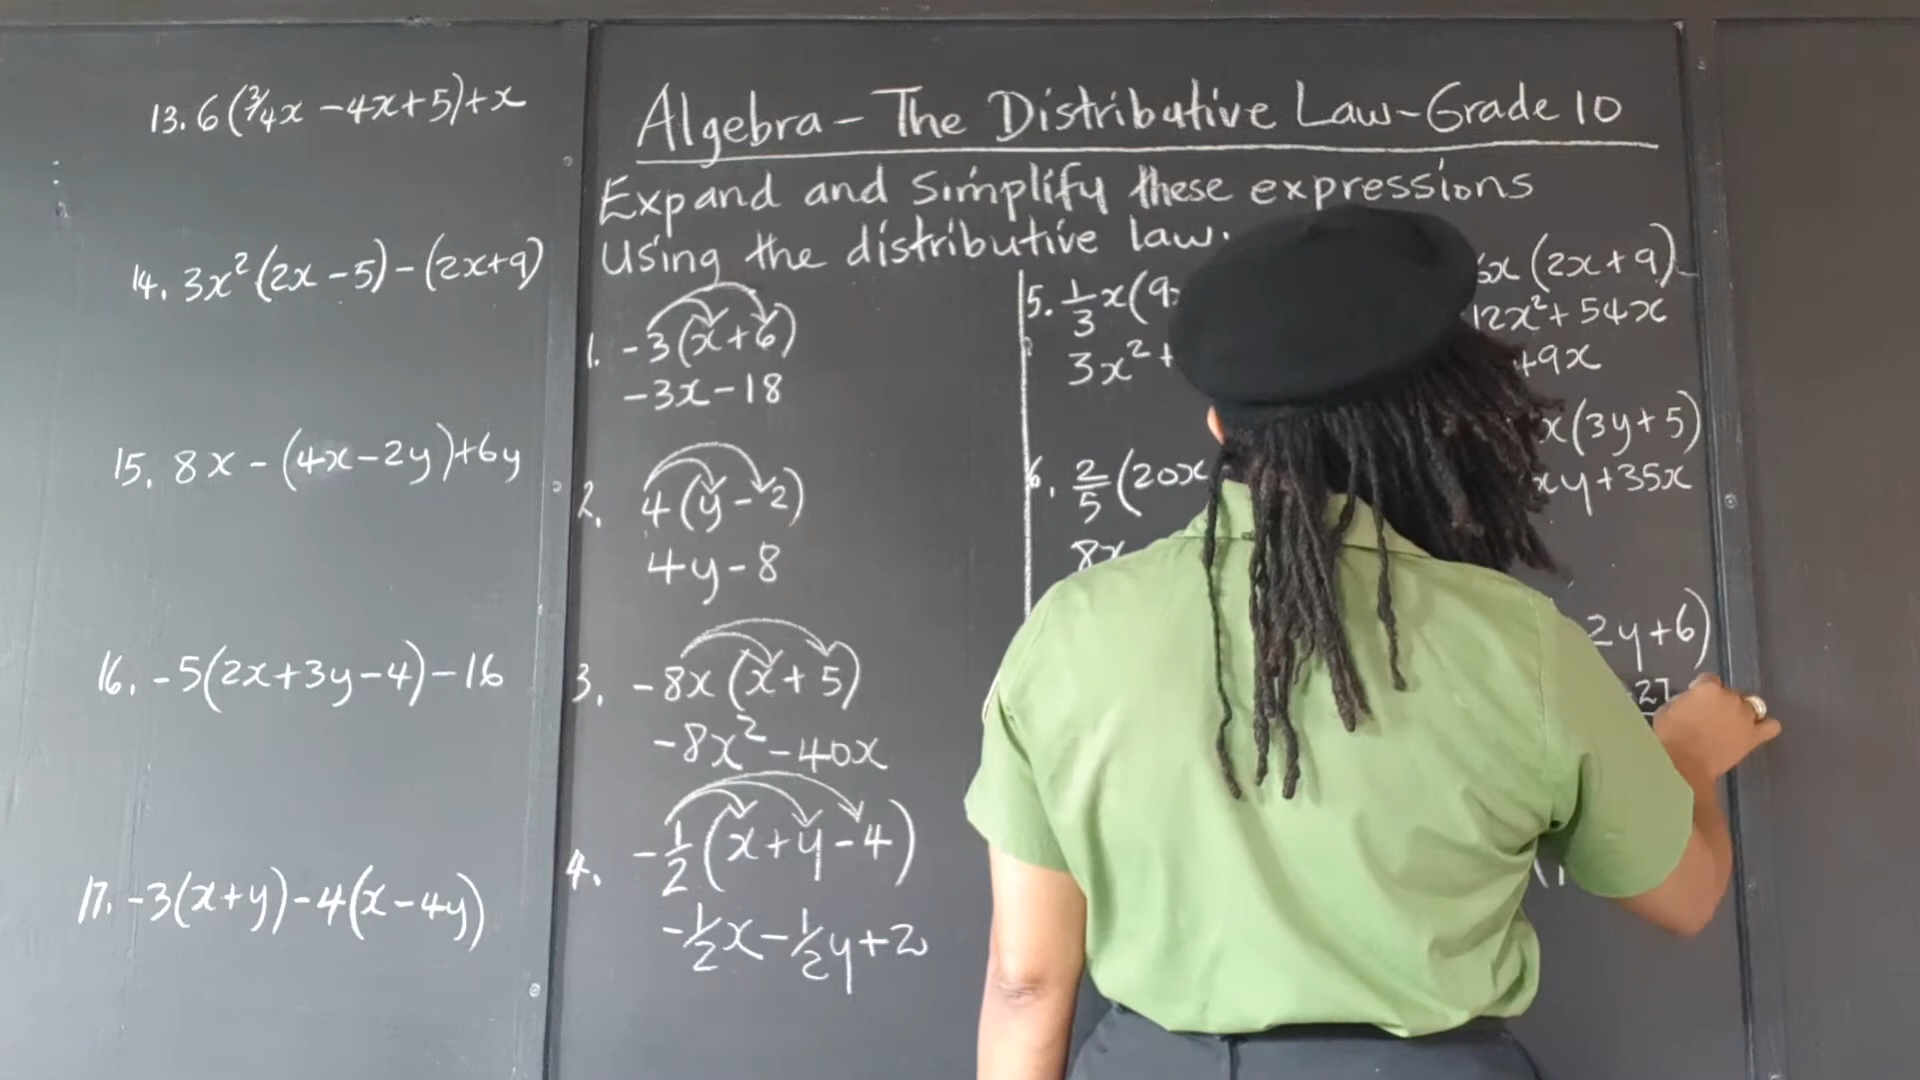 13. 6(3/4x - 4x + 5) + x
14. 3x²(2x - 5) - (2x + 9)
15. 8x - (4x - 2y) + 6y
16. -5(2x + 3y - 4) - 16
17. -3(x + y) - 4(x - 4y)
Algebra - The Distributive Law - Grade 10
Expand and simplify these expressions
Using the distributive law.
1. -3(x + 6)
-3x - 18
2. 4(y - 2)
4y - 8
3. -8x(x + 5)
-8x² - 40x
4. -1/2(x + y - 4)
-1/2x - 1/2y + 2
5. 1/3x(9
3x² +
6. 2/5(20x
8x
x(2x + 9)
12x² + 54x
+ 9x
x(3y + 5)
xy + 35x
2y + 6)
27